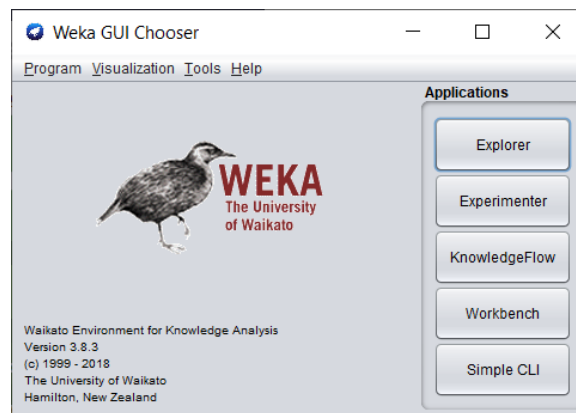 Weka GUI Chooser
Program Visualization Tools Help
Applications
Explorer
Experimenter
KnowledgeFlow
Workbench
Simple CLI
WEKA
The University
of Waikato
Waikato Environment for Knowledge Analysis
Version 3.8.3
(c) 1999 - 2018
The University of Waikato
Hamilton, New Zealand